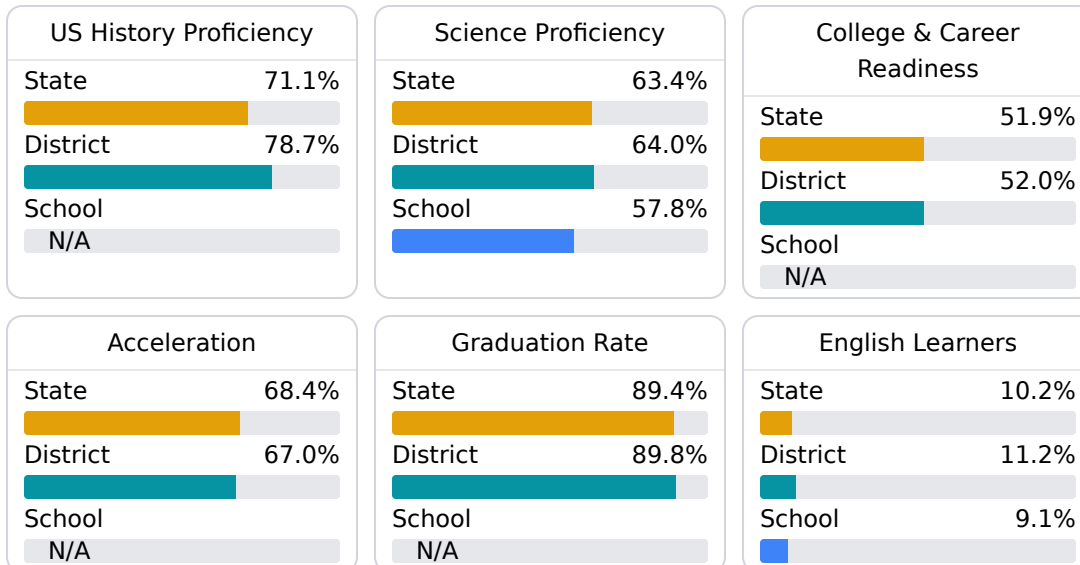 US History Proficiency
State 71.1%
District 78.7%
School
N/A
Science Proficiency
State 63.4%
District 64.0%
School 57.8%
College & Career
Readiness
State 51.9%
District 52.0%
School
N/A
Acceleration
State 68.4%
District 67.0%
School
N/A
Graduation Rate
State 89.4%
District 89.8%
School
N/A
English Learners
State 10.2%
District 11.2%
School 9.1%